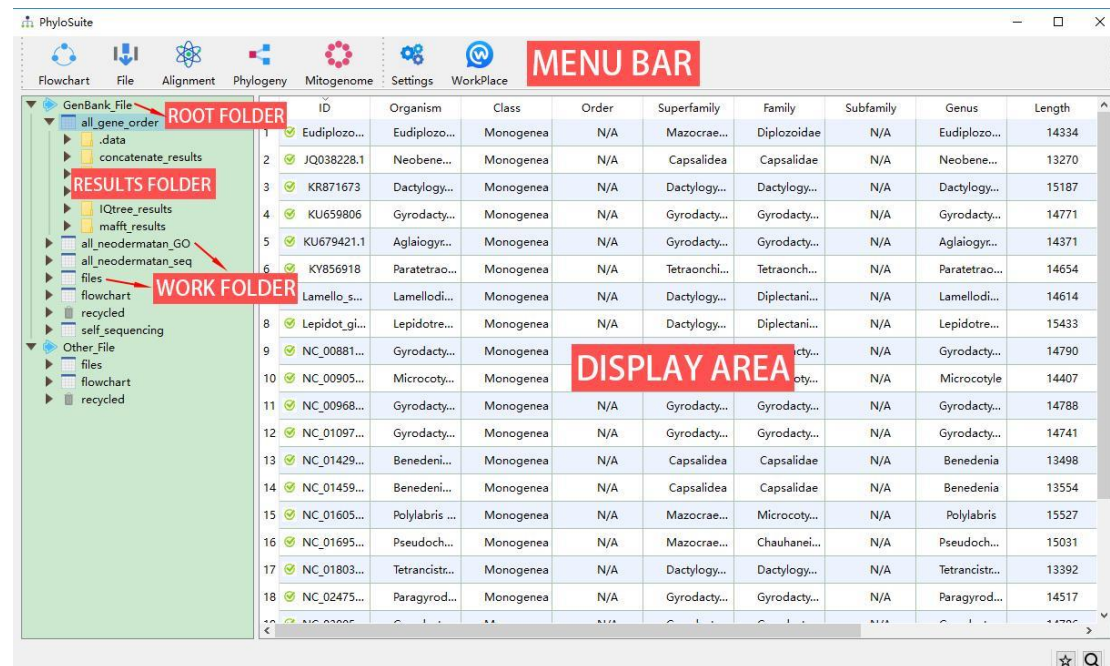 PhyloSuite
Flowchart File Alignment Phylogeny Mitogenome Settings WorkPlace
MENU BAR
GenBank_File
ROOT FOLDER
all_gene_order
.data
concatenate_results
RESULTS FOLDER
IQtree_results
mafft_results
all_neodermatan_GO
all_neodermatan_seq
files
WORK FOLDER
flowchart
recycled
self_sequencing
Other_File
files
flowchart
recycled
ID Organism Class Order Superfamily Family Subfamily Genus Length
1 Eudiplozo... Eudiplozo... Monogenea N/A Mazocrae... Diplozoidae N/A Eudiplozo... 14334
2 JQ038228.1 Neobene... Monogenea N/A Capsalidea Capsalidae N/A Neobene... 13270
3 KR871673 Dactylogy... Monogenea N/A Dactylogy... Dactylogy... N/A Dactylogy... 15187
4 KU659806 Gyrodacty... Monogenea N/A Gyrodacty... Gyrodacty... N/A Gyrodacty... 14771
5 KU679421.1 Aglaiogyr... Monogenea N/A Gyrodacty... Gyrodacty... N/A Aglaiogyr... 14371
6 KY856918 Paratetrao... Monogenea N/A Tetraonchi... Tetraonch... N/A Paratetrao... 14654
Lamello_s... Lamellodi... Monogenea N/A Dactylogy... Diplectani... N/A Lamellodi... 14614
8 Lepidot_gi... Lepidotre... Monogenea N/A Dactylogy... Diplectani... N/A Lepidotre... 15433
9 NC_00881... Gyrodacty... Monogenea cty... N/A Gyrodacty... 14790
DISPLAY AREA
10 NC_00905... Microcoty... Monogenea oty... N/A Microcotyle 14407
11 NC_00968... Gyrodacty... Monogenea N/A Gyrodacty... Gyrodacty... N/A Gyrodacty... 14788
12 NC_01097... Gyrodacty... Monogenea N/A Gyrodacty... Gyrodacty... N/A Gyrodacty... 14741
13 NC_01429... Benedeni... Monogenea N/A Capsalidea Capsalidae N/A Benedenia 13498
14 NC_01459... Benedeni... Monogenea N/A Capsalidea Capsalidae N/A Benedenia 13554
15 NC_01605... Polylabris ... Monogenea N/A Mazocrae... Microcoty... N/A Polylabris 15527
16 NC_01695... Pseudoch... Monogenea N/A Mazocrae... Chauhanei... N/A Pseudoch... 15031
17 NC_01803... Tetrancistr... Monogenea N/A Dactylogy... Dactylogy... N/A Tetrancistr... 13392
18 NC_02475... Paragyrod... Monogenea N/A Gyrodacty... Gyrodacty... N/A Paragyrod... 14517